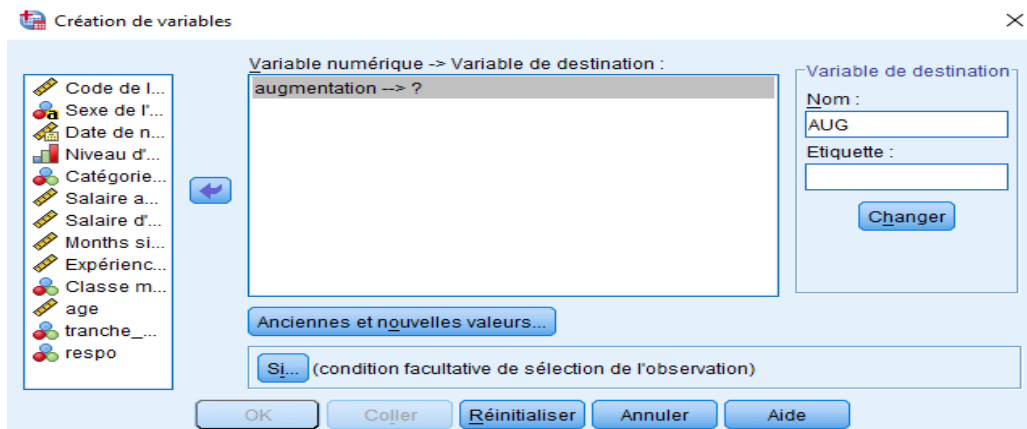 Création de variables
Code de l...
Sexe de l'...
Date de n...
Niveau d'...
Catégorie...
Salaire a...
Salaire d'...
Months si...
Expérienc...
Classe m...
age
tranche_...
respo
Variable numérique -> Variable de destination :
augmentation --> ?
Variable de destination
Nom :
AUG
Etiquette :
Changer
Anciennes et nouvelles valeurs...
Si... (condition facultative de sélection de l'observation)
OK Coller Réinitialiser Annuler Aide